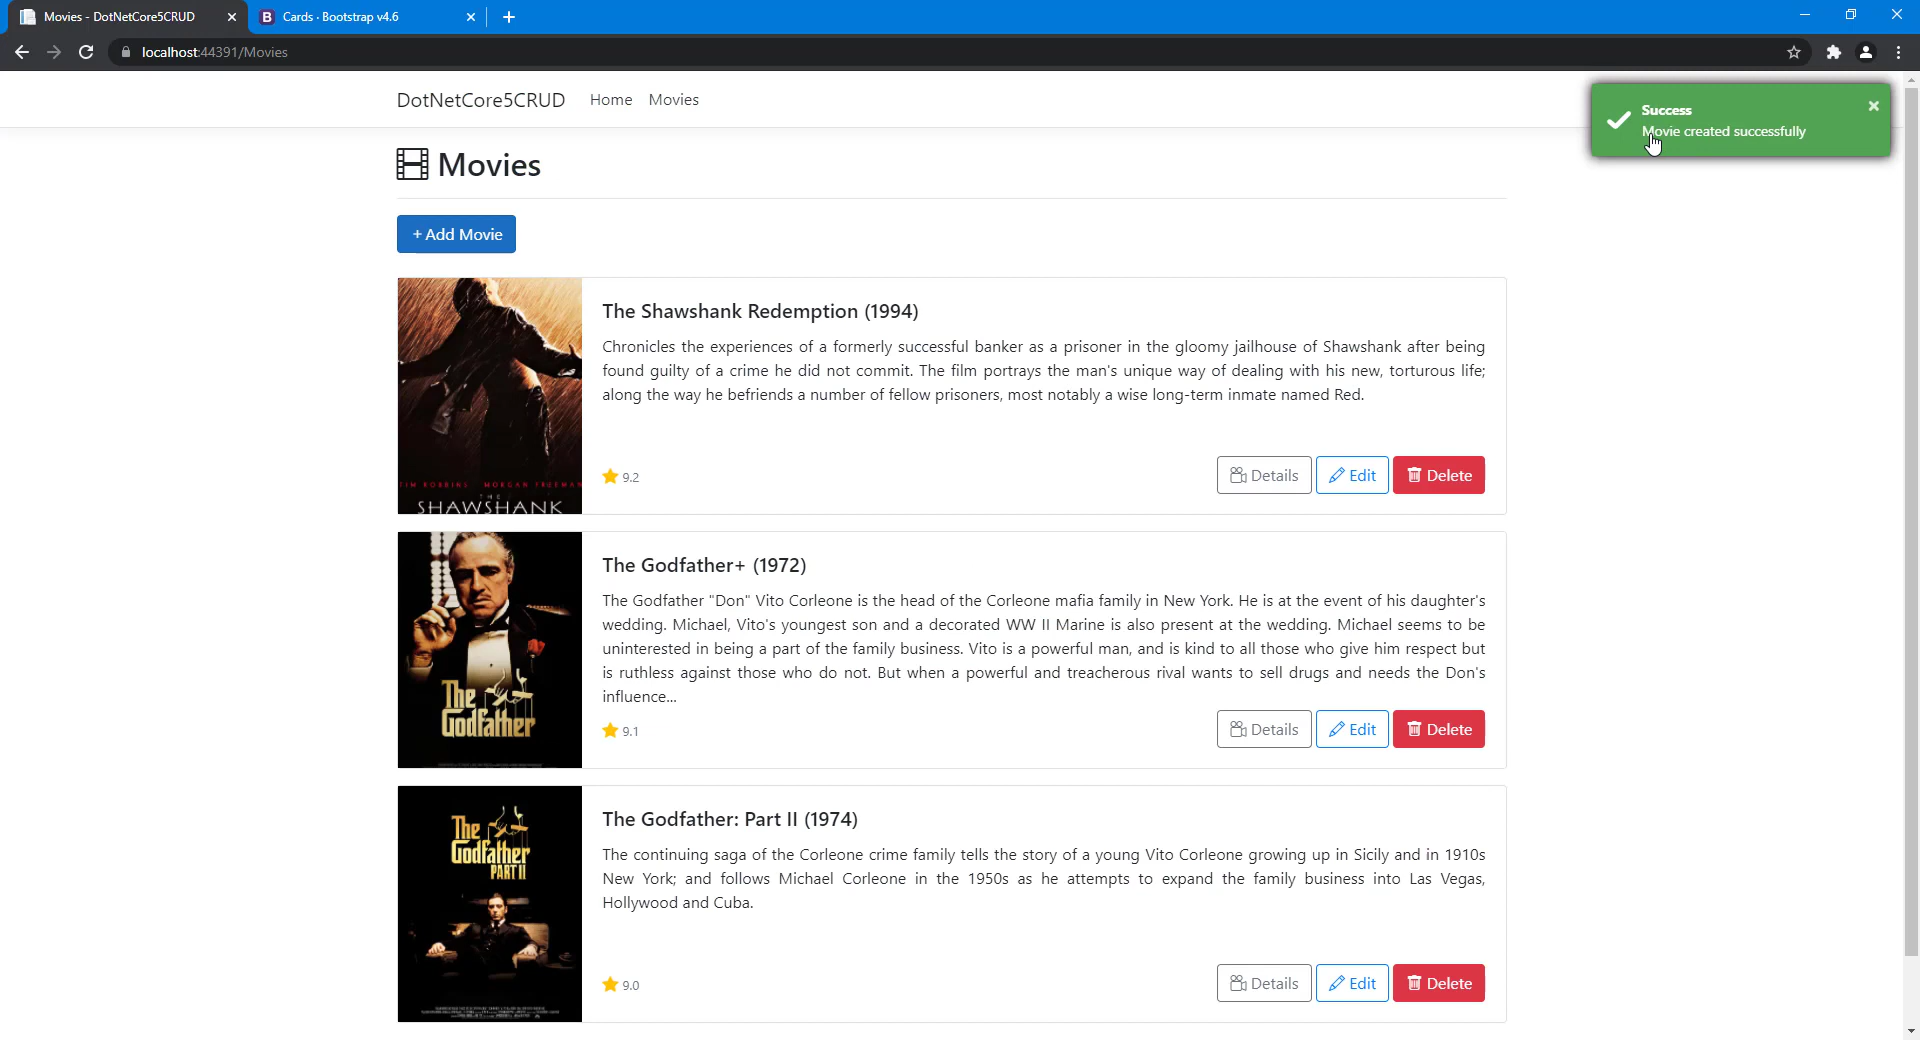 Movies - DotNetCore5CRUD
Cards · Bootstrap v4.6
localhost:44391/Movies
DotNetCore5CRUD Home Movies
Success
Movie created successfully
Movies
+ Add Movie
The Shawshank Redemption (1994)
Chronicles the experiences of a formerly successful banker as a prisoner in the gloomy jailhouse of Shawshank after being
found guilty of a crime he did not commit. The film portrays the man's unique way of dealing with his new, torturous life;
along the way he befriends a number of fellow prisoners, most notably a wise long-term inmate named Red.
TIM ROBBINS MORGAN FREEMAN
THE
SHAWSHANK
9.2
Details Edit Delete
The Godfather+ (1972)
The Godfather "Don" Vito Corleone is the head of the Corleone mafia family in New York. He is at the event of his daughter's
wedding. Michael, Vito's youngest son and a decorated WW II Marine is also present at the wedding. Michael seems to be
uninterested in being a part of the family business. Vito is a powerful man, and is kind to all those who give him respect but
is ruthless against those who do not. But when a powerful and treacherous rival wants to sell drugs and needs the Don's
influence...
The
Godfather
9.1
Details Edit Delete
The Godfather: Part II (1974)
The continuing saga of the Corleone crime family tells the story of a young Vito Corleone growing up in Sicily and in 1910s
New York; and follows Michael Corleone in the 1950s as he attempts to expand the family business into Las Vegas,
Hollywood and Cuba.
The
Godfather
PART II
9.0
Details Edit Delete